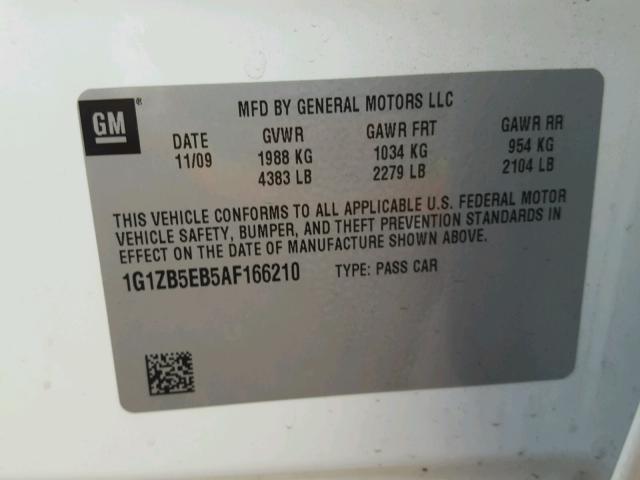 GM®
MFD BY GENERAL MOTORS LLC
DATE GVWR GAWR FRT GAWR RR
11/09 1988 KG 1034 KG 954 KG
4383 LB 2279 LB 2104 LB
THIS VEHICLE CONFORMS TO ALL APPLICABLE U.S. FEDERAL MOTOR
VEHICLE SAFETY, BUMPER, AND THEFT PREVENTION STANDARDS IN
EFFECT ON THE DATE OF MANUFACTURE SHOWN ABOVE.
1G1ZB5EB5AF166210 TYPE: PASS CAR